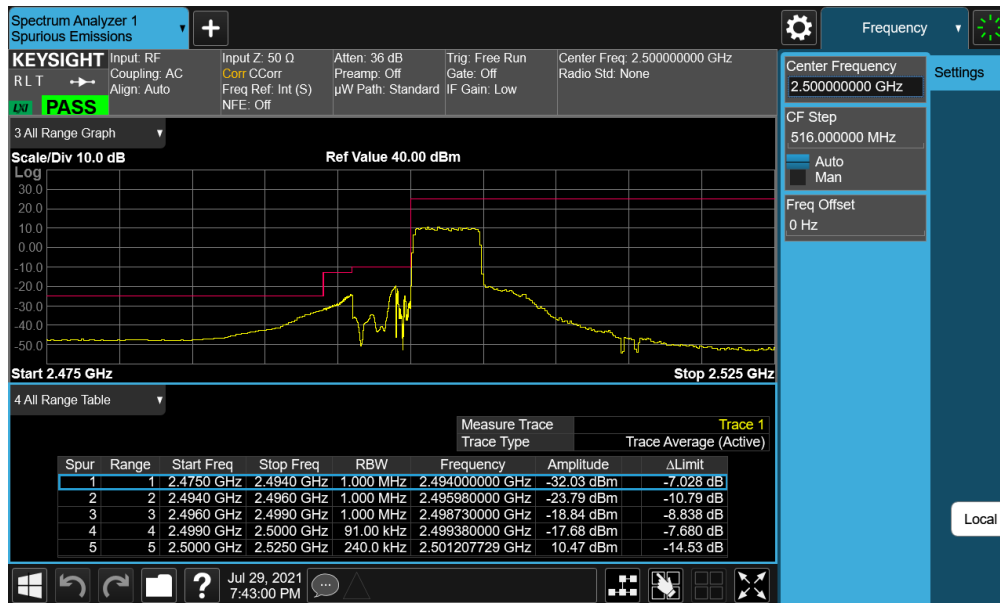 Spectrum Analyzer 1
Spurious Emissions
Frequency
KEYSIGHT
R L T
LXI
PASS
Input: RF
Coupling: AC
Align: Auto
Input Z: 50 Ω
Corr CCorr
Freq Ref: Int (S)
NFE: Off
Atten: 36 dB
Preamp: Off
µW Path: Standard
Trig: Free Run
Gate: Off
IF Gain: Low
Center Freq: 2.500000000 GHz
Radio Std: None
Center Frequency
2.500000000 GHz
Settings
CF Step
516.000000 MHz
Auto
Man
Freq Offset
0 Hz
3 All Range Graph
Scale/Div 10.0 dB
Ref Value 40.00 dBm
Log
30.0
20.0
10.0
0.00
-10.0
-20.0
-30.0
-40.0
-50.0
Start 2.475 GHz
Stop 2.525 GHz
4 All Range Table
Measure Trace Trace 1
Trace Type Trace Average (Active)
Spur Range Start Freq Stop Freq RBW Frequency Amplitude ΔLimit
1 1 2.4750 GHz 2.4940 GHz 1.000 MHz 2.494000000 GHz -32.03 dBm -7.028 dB
2 2 2.4940 GHz 2.4960 GHz 1.000 MHz 2.495980000 GHz -23.79 dBm -10.79 dB
3 3 2.4960 GHz 2.4990 GHz 1.000 MHz 2.498730000 GHz -18.84 dBm -8.838 dB
4 4 2.4990 GHz 2.5000 GHz 91.00 kHz 2.499380000 GHz -17.68 dBm -7.680 dB
5 5 2.5000 GHz 2.5250 GHz 240.0 kHz 2.501207729 GHz 10.47 dBm -14.53 dB
Local
Jul 29, 2021
7:43:00 PM